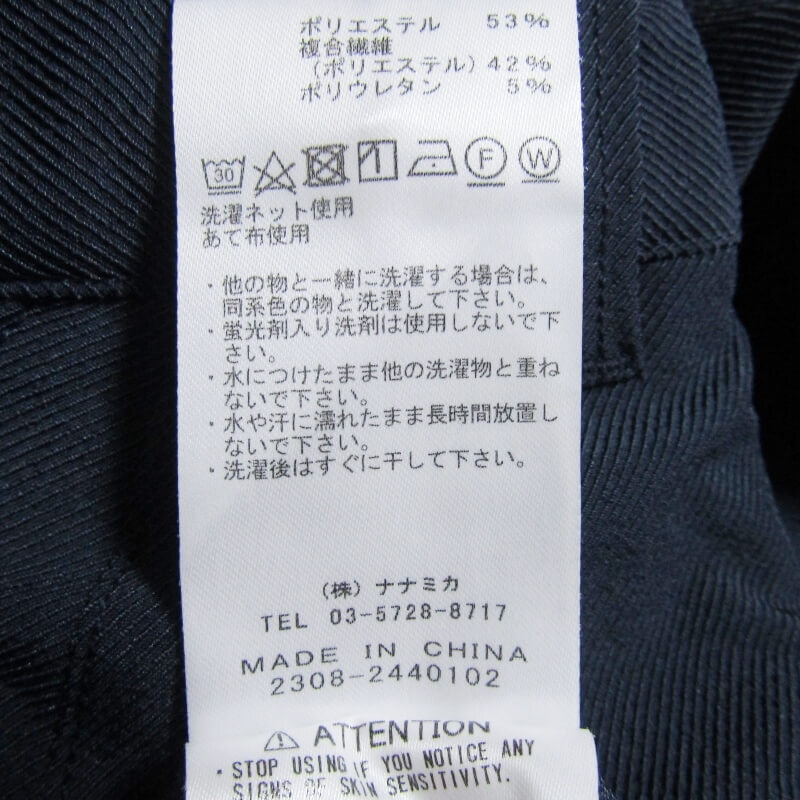 ポリエステル 53%
複合繊維
(ポリエステル) 42%
ポリウレタン 5%
30 F W
洗濯ネット使用
あて布使用
・他の物と一緒に洗濯する場合は、
同系色の物と洗濯して下さい。
・蛍光剤入り洗剤は使用しないで下
さい。
・水につけたまま他の洗濯物と重ね
ないで下さい。
・水や汗に濡れたまま長時間放置し
ないで下さい。
・洗濯後はすぐに干して下さい。
(株) ナナミカ
TEL 03-5728-8717
MADE IN CHINA
2308-2440102
⚠ ATTENTION
・STOP USING IF YOU NOTICE ANY
SIGNS OF SKIN SENSITIVITY.